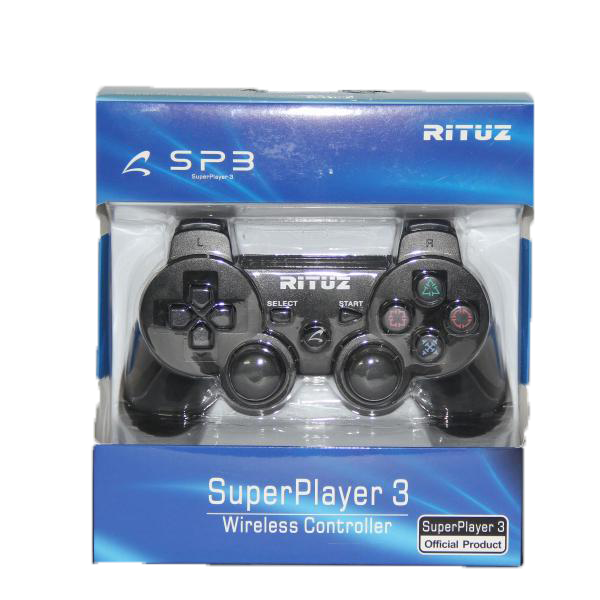 RiTUZ
SP3
SuperPlayer 3
L
R
RiTUZ
SELECT
START
SuperPlayer 3
Wireless Controller
SuperPlayer 3
Official Product